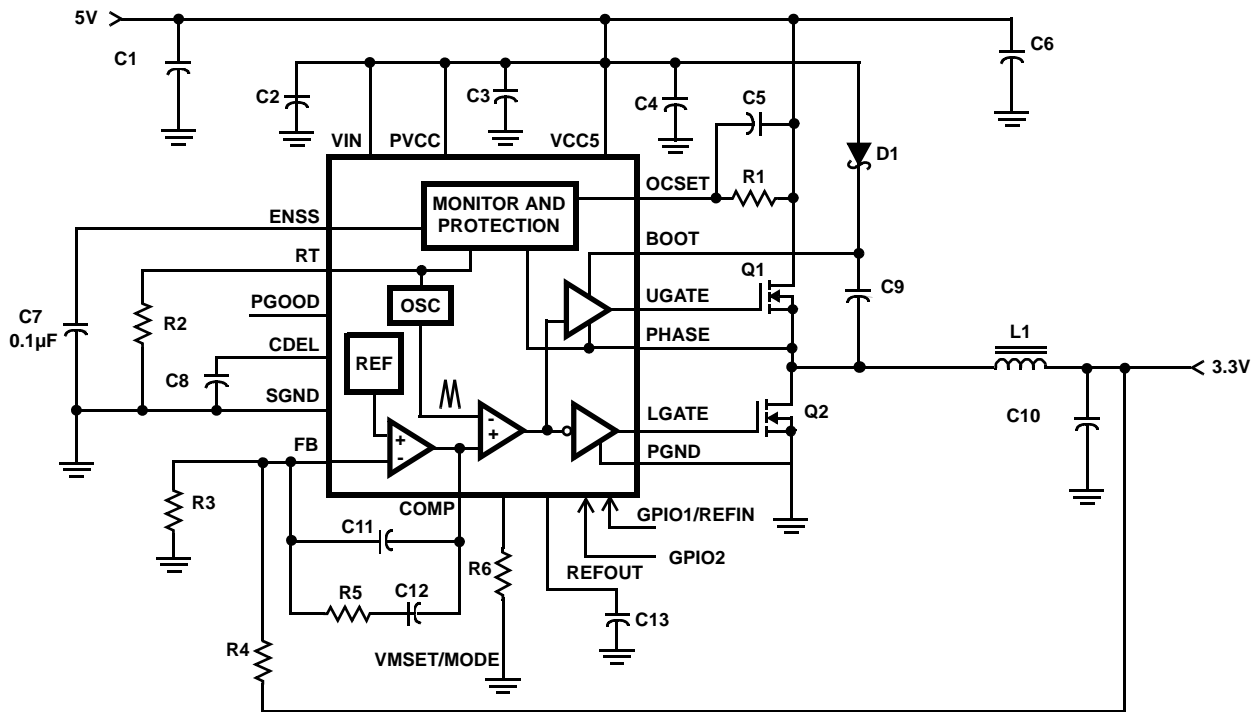 5V
C1
C2
C3
C4
C5
C6
VIN
PVCC
VCC5
D1
OCSET
R1
MONITOR AND
PROTECTION
ENSS
BOOT
RT
Q1
C9
OSC
UGATE
PGOOD
C7
0.1µF
R2
PHASE
L1
CDEL
REF
3.3V
C8
SGND
LGATE
Q2
C10
-
+
FB
+
-
PGND
R3
COMP
GPIO1/REFIN
C11
R6
GPIO2
REFOUT
R5
C12
C13
R4
VMSET/MODE